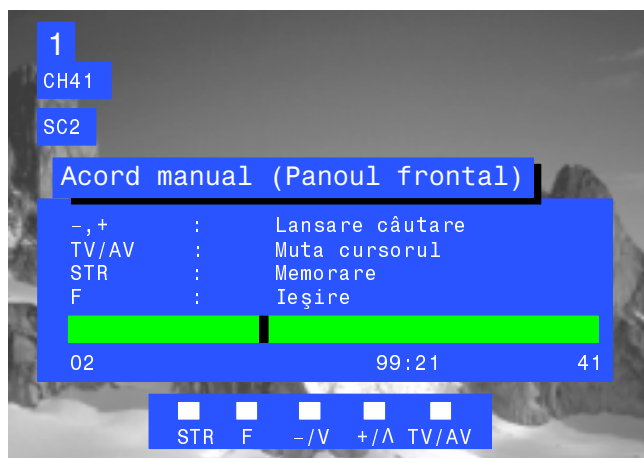 1
CH41
SC2
Acord manual (Panoul frontal)
-,+ : Lansare câutare
TV/AV : Muta cursorul
STR : Memorare
F : Ieşire
02 99:21 41
STR F -/V +/Λ TV/AV